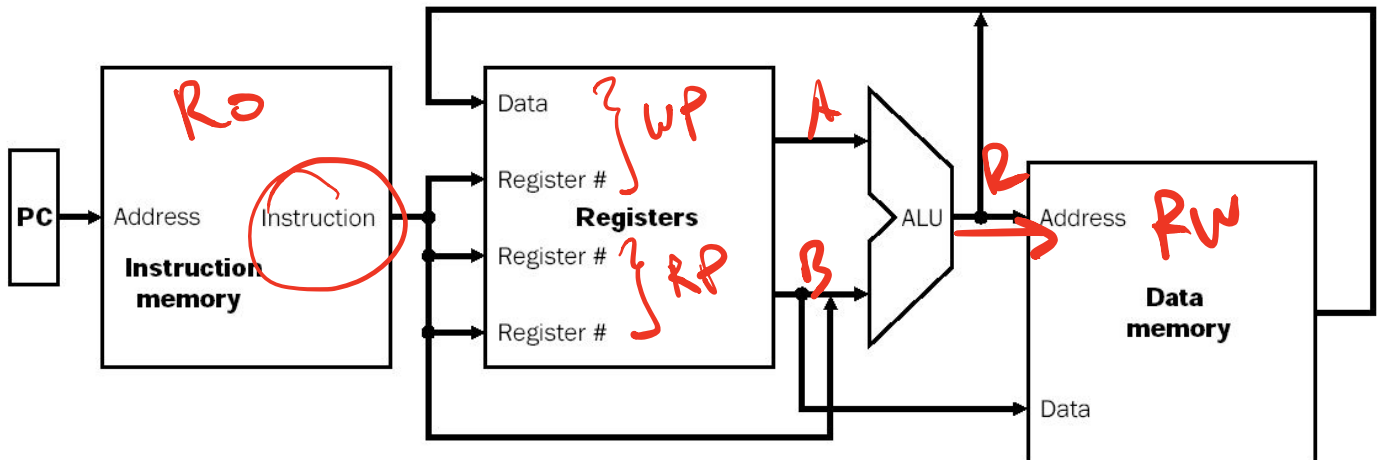 PC
Address
Instruction
Instruction
memory
RO
Data
Register #
Registers
Register #
Register #
WP
RP
A
B
ALU
R
Address
RW
Data
memory
Data